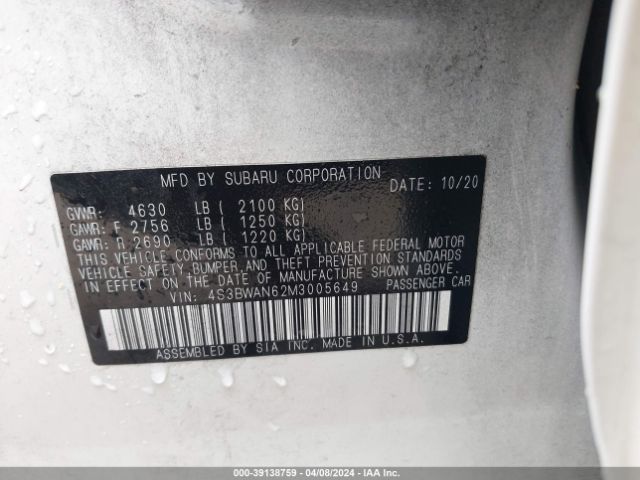 MFD BY SUBARU CORPORATION
DATE: 10/20
GVWR: 4630 LB ( 2100 KG)
GAWR: F 2756 LB ( 1250 KG)
GAWR: R 2690 LB ( 1220 KG)
THIS VEHICLE CONFORMS TO ALL APPLICABLE FEDERAL MOTOR
VEHICLE SAFETY, BUMPER, AND THEFT PREVENTION STANDARDS
IN EFFECT ON THE DATE OF MANUFACTURE SHOWN ABOVE.
VIN: 4S3BWAN62M3005649 PASSENGER CAR
ASSEMBLED BY SIA INC. MADE IN U.S.A.
000-39138759 | 04/08/2024 | IAA Inc.